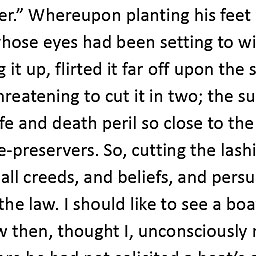 er.” Whereupon planting his feet
whose eyes had been setting to wi
g it up, flirted it far off upon the s
hreatening to cut it in two; the su
fe and death peril so close to the
e-preservers. So, cutting the lashi
all creeds, and beliefs, and persu
the law. I should like to see a boa
w then, thought I, unconsciously r